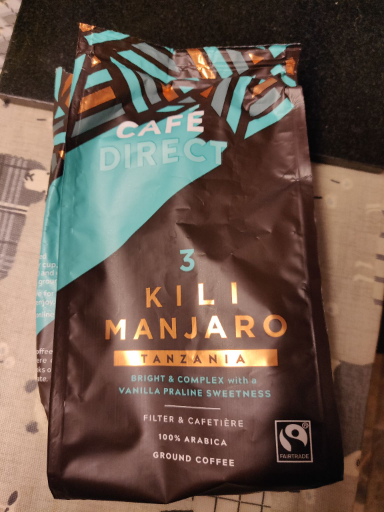 CAFÉ
DIRECT
3
KILI
MANJARO
TANZANIA
BRIGHT & COMPLEX with a
VANILLA PRALINE SWEETNESS
FILTER & CAFETIÈRE
100% ARABICA
GROUND COFFEE
FAIRTRADE